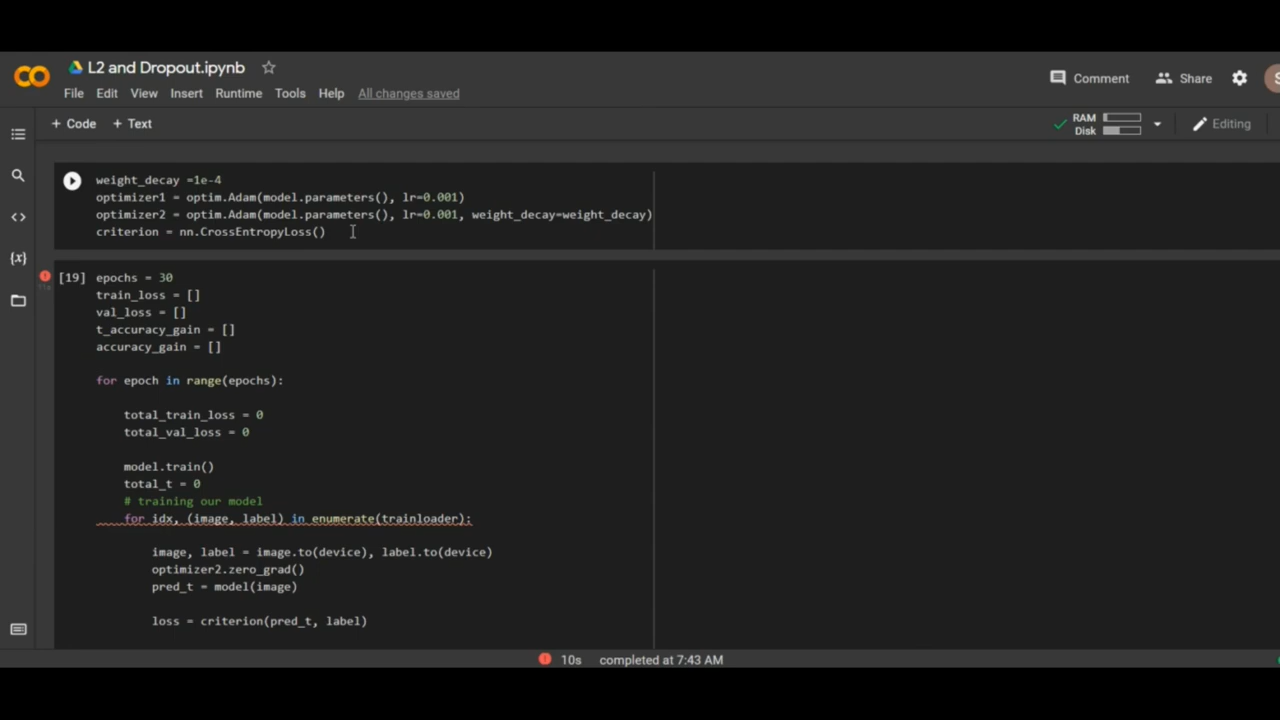 L2 and Dropout.ipynb
Comment
Share
S
File Edit View Insert Runtime Tools Help All changes saved
+ Code + Text
RAM
Disk
Editing
weight_decay =1e-4
optimizer1 = optim.Adam(model.parameters(), lr=0.001)
optimizer2 = optim.Adam(model.parameters(), lr=0.001, weight_decay=weight_decay)
criterion = nn.CrossEntropyLoss()
[19] epochs = 30
train_loss = []
val_loss = []
t_accuracy_gain = []
accuracy_gain = []
for epoch in range(epochs):
total_train_loss = 0
total_val_loss = 0
model.train()
total_t = 0
# training our model
for idx, (image, label) in enumerate(trainloader):
image, label = image.to(device), label.to(device)
optimizer2.zero_grad()
pred_t = model(image)
loss = criterion(pred_t, label)
10s completed at 7:43 AM